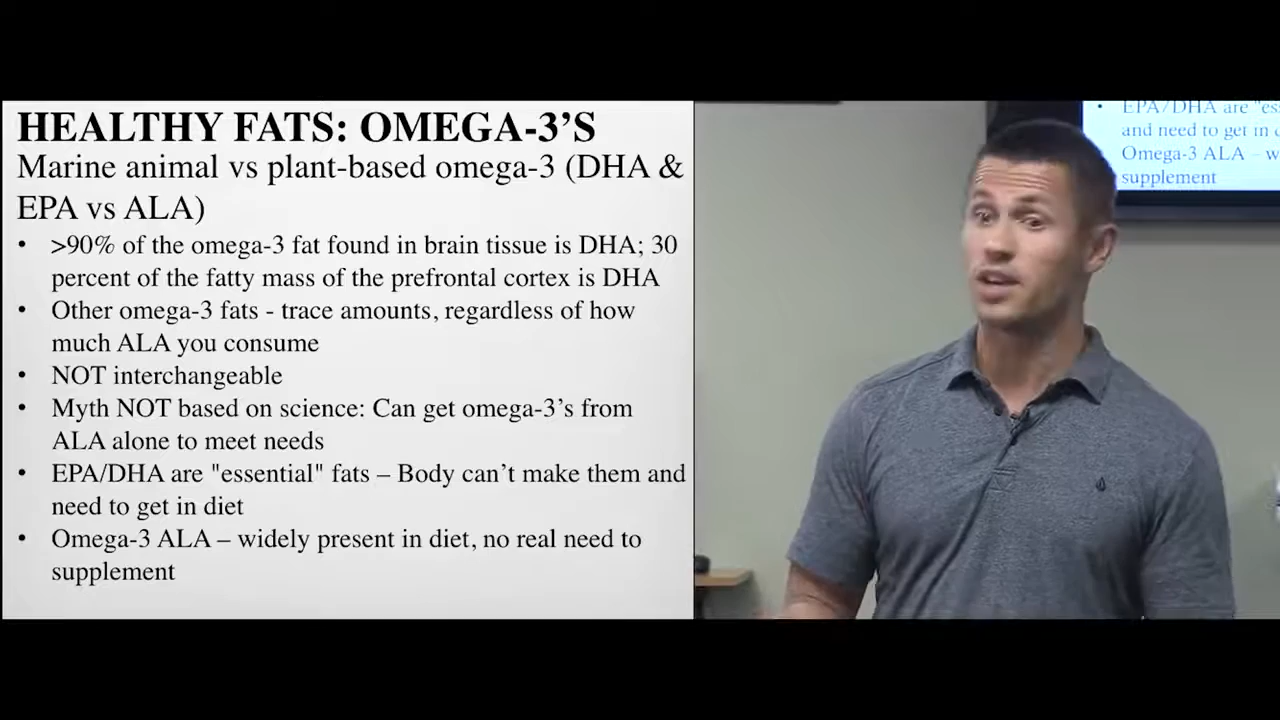 HEALTHY FATS: OMEGA-3'S
Marine animal vs plant-based omega-3 (DHA &
EPA vs ALA)
• >90% of the omega-3 fat found in brain tissue is DHA; 30
percent of the fatty mass of the prefrontal cortex is DHA
• Other omega-3 fats - trace amounts, regardless of how
much ALA you consume
• NOT interchangeable
• Myth NOT based on science: Can get omega-3's from
ALA alone to meet needs
• EPA/DHA are "essential" fats – Body can't make them and
need to get in diet
• Omega-3 ALA – widely present in diet, no real need to
supplement
• EPA/DHA are "es
and need to get in
Omega-3 ALA – w
supplement